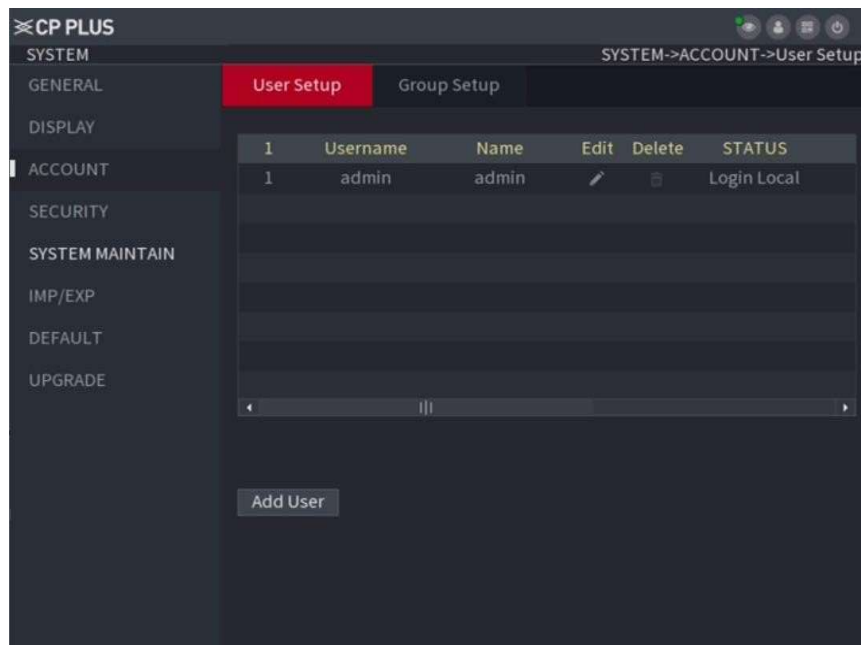 CP PLUS
SYSTEM
SYSTEM->ACCOUNT->User Setup
GENERAL
DISPLAY
ACCOUNT
SECURITY
SYSTEM MAINTAIN
IMP/EXP
DEFAULT
UPGRADE
User Setup Group Setup
1 Username Name Edit Delete STATUS
1 admin admin Login Local
Add User